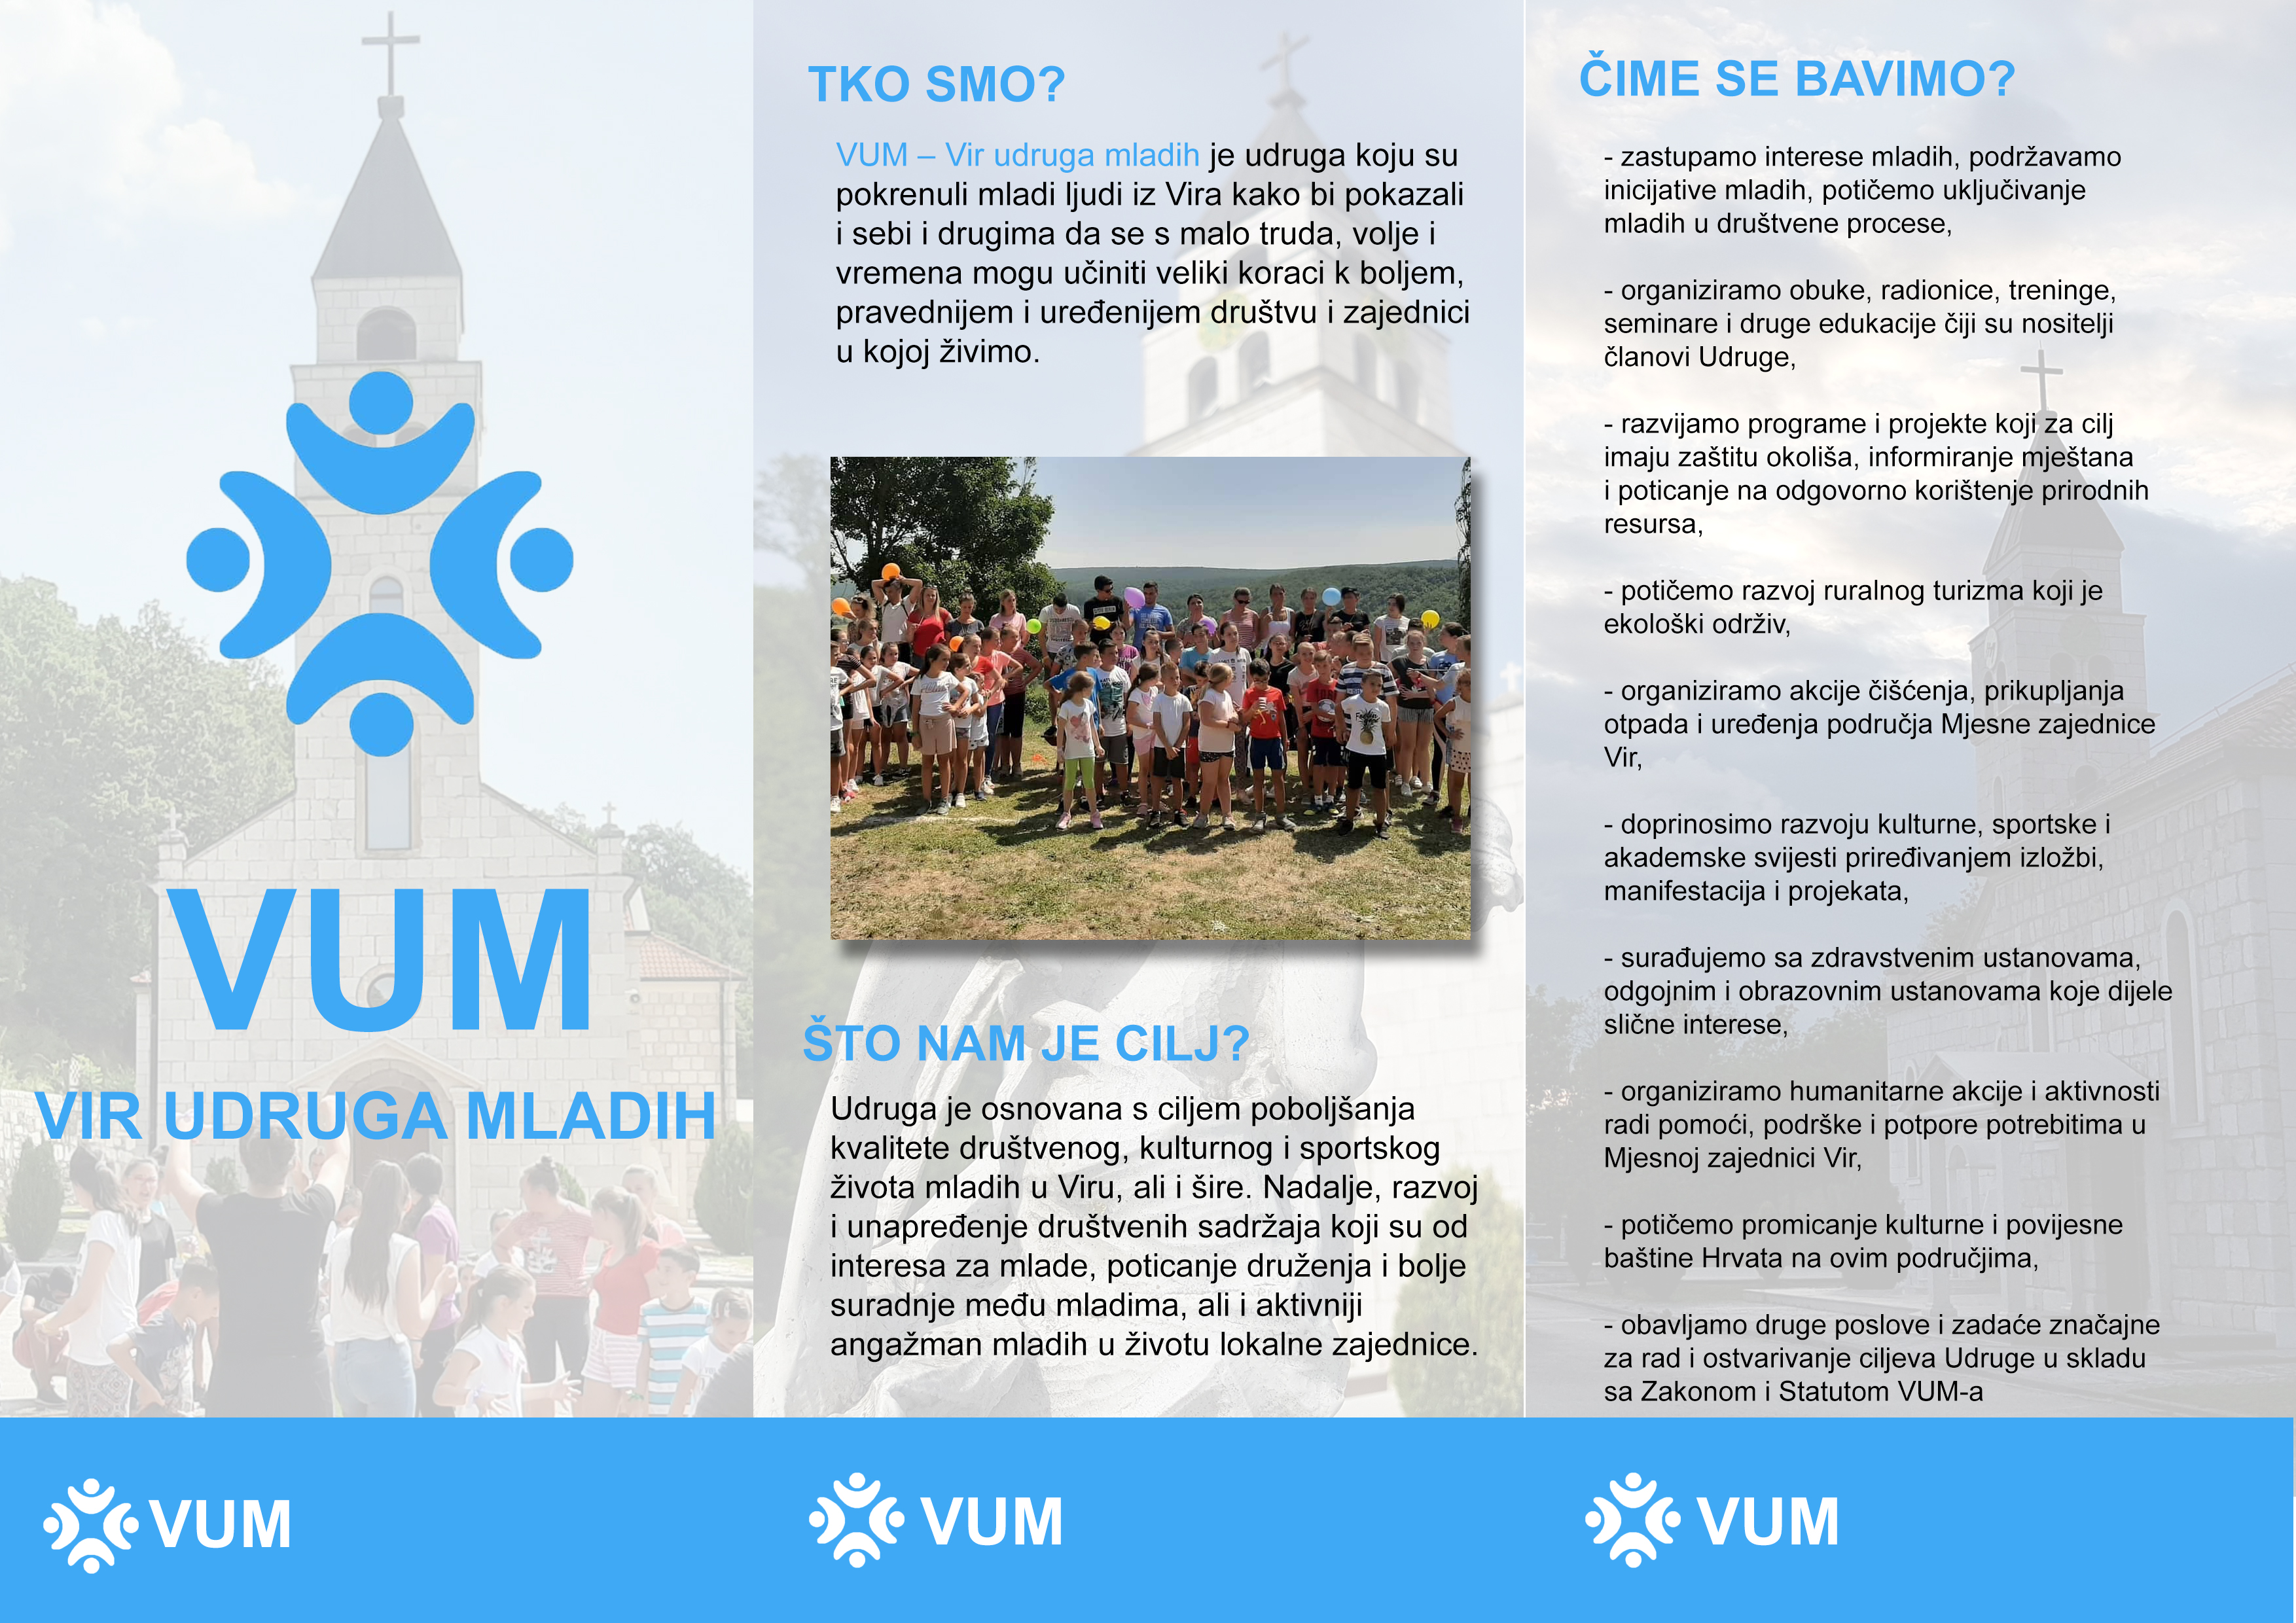 VUM
VIR UDRUGA MLADIH
VUM
TKO SMO?
VUM – Vir udruga mladih je udruga koju su
pokrenuli mladi ljudi iz Vira kako bi pokazali
i sebi i drugima da se s malo truda, volje i
vremena mogu učiniti veliki koraci k boljem,
pravednijem i uređenijem društvu i zajednici
u kojoj živimo.
ŠTO NAM JE CILJ?
Udruga je osnovana s ciljem poboljšanja
kvalitete društvenog, kulturnog i sportskog
života mladih u Viru, ali i šire. Nadalje, razvoj
i unapređenje društvenih sadržaja koji su od
interesa za mlade, poticanje druženja i bolje
suradnje među mladima, ali i aktivniji
angažman mladih u životu lokalne zajednice.
VUM
ČIME SE BAVIMO?
- zastupamo interese mladih, podržavamo
inicijative mladih, potičemo uključivanje
mladih u društvene procese,
- organiziramo obuke, radionice, treninge,
seminare i druge edukacije čiji su nositelji
članovi Udruge,
- razvijamo programe i projekte koji za cilj
imaju zaštitu okoliša, informiranje mještana
i poticanje na odgovorno korištenje prirodnih
resursa,
- potičemo razvoj ruralnog turizma koji je
ekološki održiv,
- organiziramo akcije čišćenja, prikupljanja
otpada i uređenja područja Mjesne zajednice
Vir,
- doprinosimo razvoju kulturne, sportske i
akademske svijesti priređivanjem izložbi,
manifestacija i projekata,
- surađujemo sa zdravstvenim ustanovama,
odgojnim i obrazovnim ustanovama koje dijele
slične interese,
- organiziramo humanitarne akcije i aktivnosti
radi pomoći, podrške i potpore potrebitima u
Mjesnoj zajednici Vir,
- potičemo promicanje kulturne i povijesne
baštine Hrvata na ovim područjima,
- obavljamo druge poslove i zadaće značajne
za rad i ostvarivanje ciljeva Udruge u skladu
sa Zakonom i Statutom VUM-a
VUM